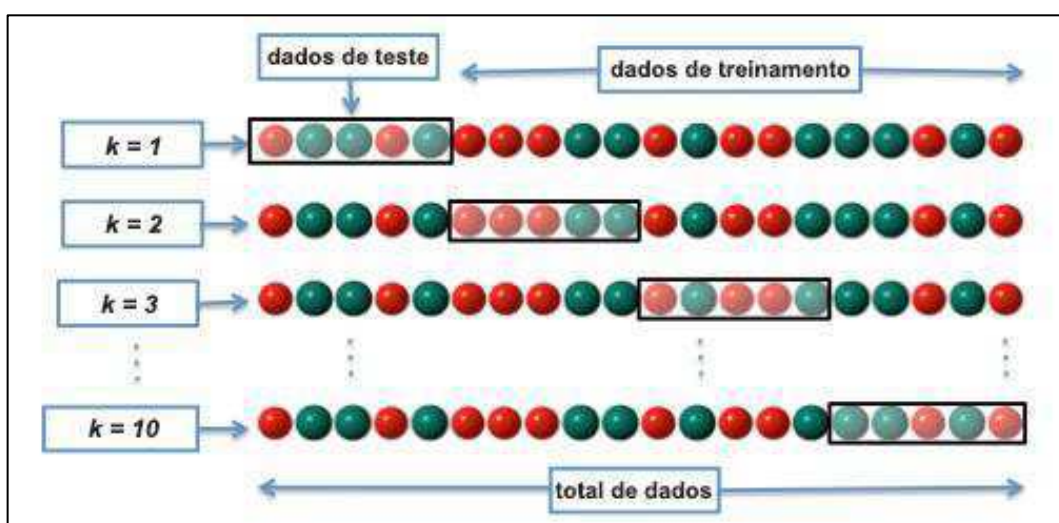 dados de teste
dados de treinamento
k = 1
k = 2
k = 3
k = 10
total de dados